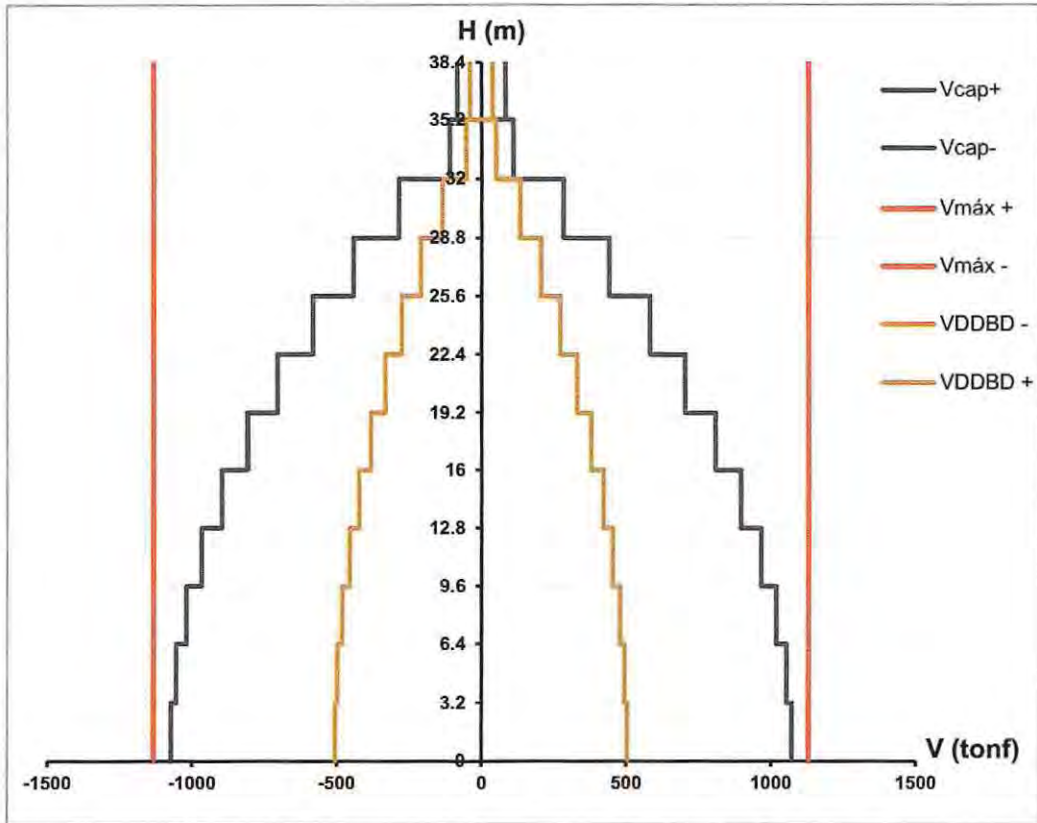 H (m)
38.4
35.2
32
28.8
25.6
22.4
19.2
16
12.8
9.6
6.4
3.2
0
-1500
-1000
-500
0
500
1000
1500
V (tonf)
Vcap+
Vcap-
Vmáx +
Vmáx -
VDDBD -
VDDBD +